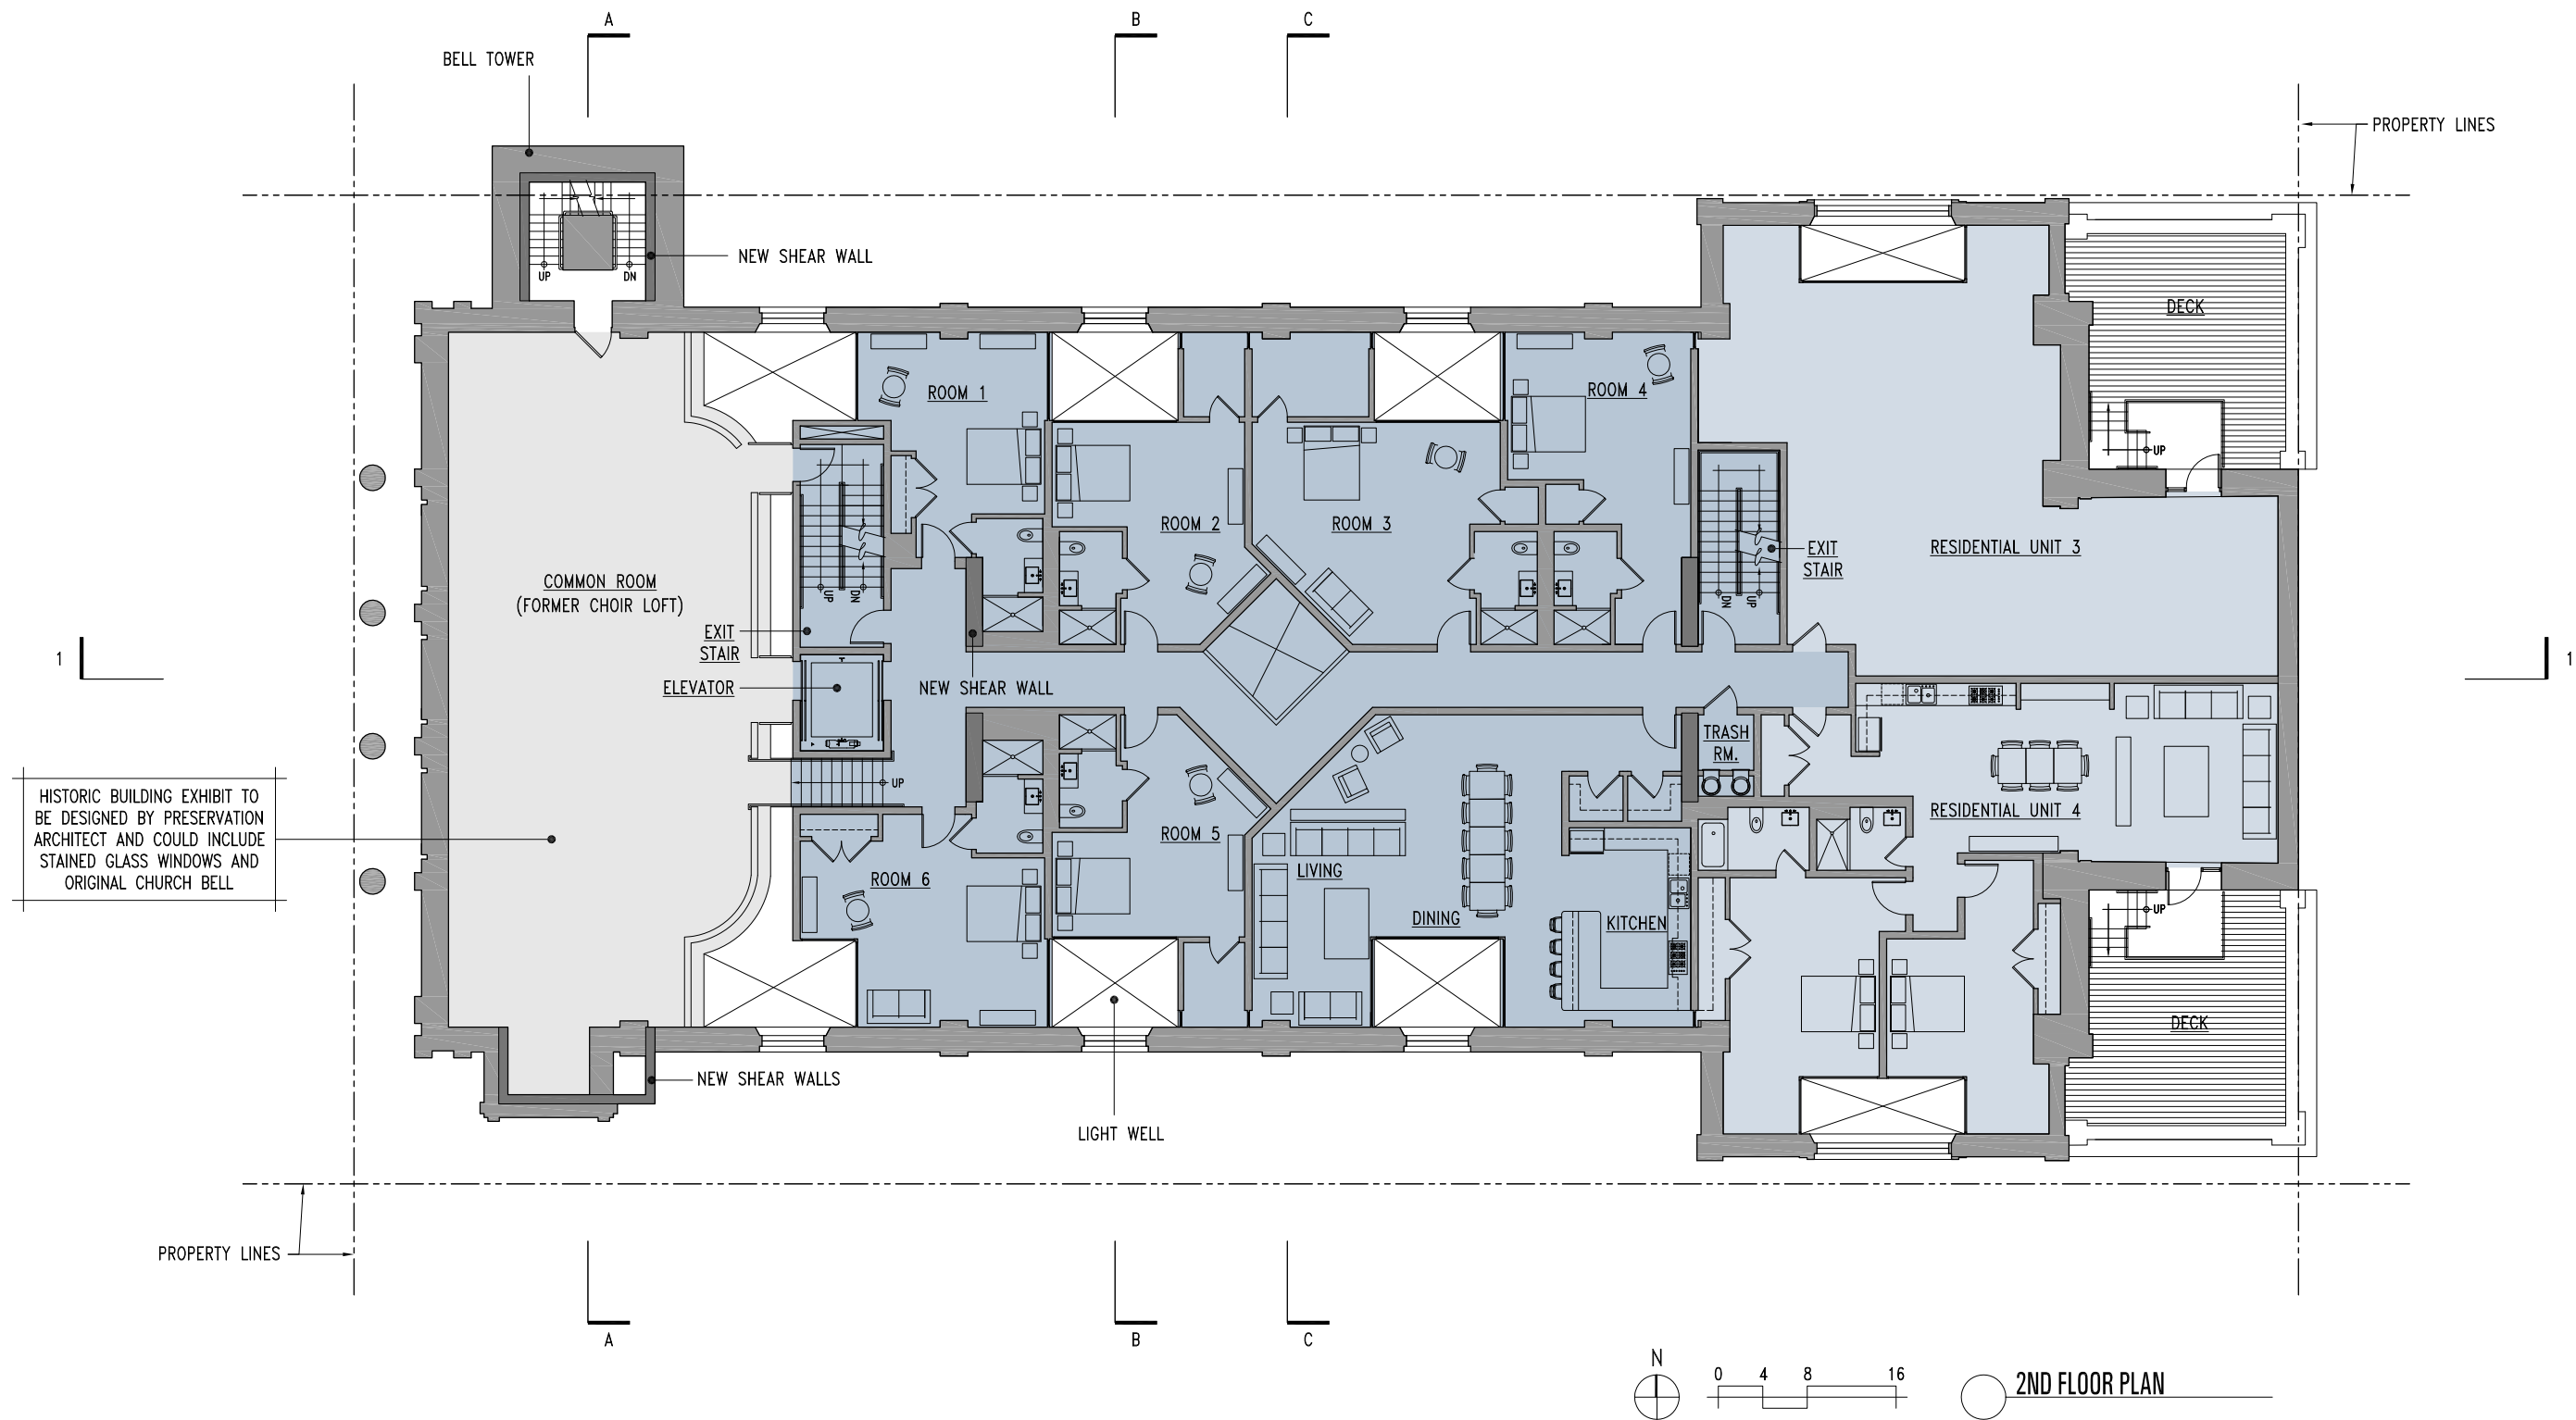 A
B
C
BELL TOWER
PROPERTY LINES
NEW SHEAR WALL
UP
DN
DECK
ROOM 1
ROOM 4
UP
ROOM 2
ROOM 3
COMMON ROOM
(FORMER CHOIR LOFT)
EXIT
STAIR
RESIDENTIAL UNIT 3
UP
DN
DN
UP
EXIT
STAIR
1
1
ELEVATOR
NEW SHEAR WALL
TRASH
RM.
UP
HISTORIC BUILDING EXHIBIT TO
BE DESIGNED BY PRESERVATION
ARCHITECT AND COULD INCLUDE
STAINED GLASS WINDOWS AND
ORIGINAL CHURCH BELL
RESIDENTIAL UNIT 4
ROOM 5
ROOM 6
LIVING
DINING
KITCHEN
UP
DECK
NEW SHEAR WALLS
LIGHT WELL
PROPERTY LINES
A
B
C
N
0 4 8 16
2ND FLOOR PLAN